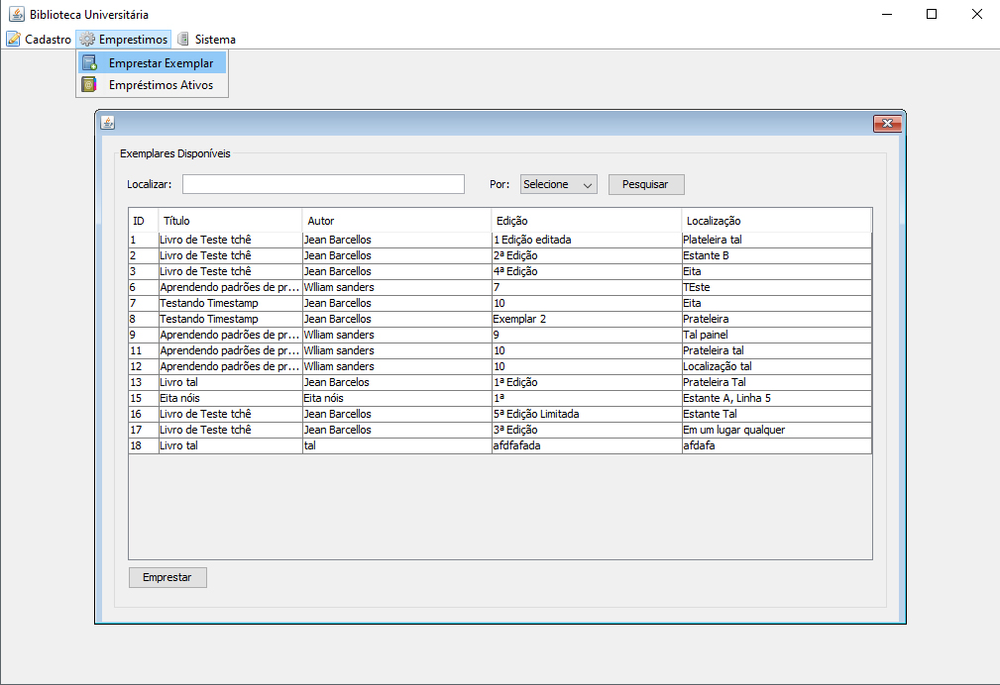 Biblioteca Universitária
Cadastro Emprestimos Sistema
Emprestar Exemplar
Empréstimos Ativos
Exemplares Disponíveis
Localizar: Por: Selecione Pesquisar
ID Título Autor Edição Localização
1 Livro de Teste tchê Jean Barcellos 1 Edição editada Plateleira tal
2 Livro de Teste tchê Jean Barcellos 2ª Edição Estante B
3 Livro de Teste tchê Jean Barcellos 4ª Edição Eita
6 Aprendendo padrões de pr... Wlliam sanders 7 TEste
7 Testando Timestamp Jean Barcellos 10 Eita
8 Testando Timestamp Jean Barcellos Exemplar 2 Prateleira
9 Aprendendo padrões de pr... Wlliam sanders 9 Tal painel
11 Aprendendo padrões de pr... Wlliam sanders 10 Prateleira tal
12 Aprendendo padrões de pr... Wlliam sanders 10 Localização tal
13 Livro tal Jean Barcelos 1ª Edição Prateleira Tal
15 Eita nóis Eita nóis 1ª Estante A, Linha 5
16 Livro de Teste tchê Jean Barcellos 5ª Edição Limitada Estante Tal
17 Livro de Teste tchê Jean Barcellos 3ª Edição Em um lugar qualquer
18 Livro tal tal afdfafada afdafa
Emprestar